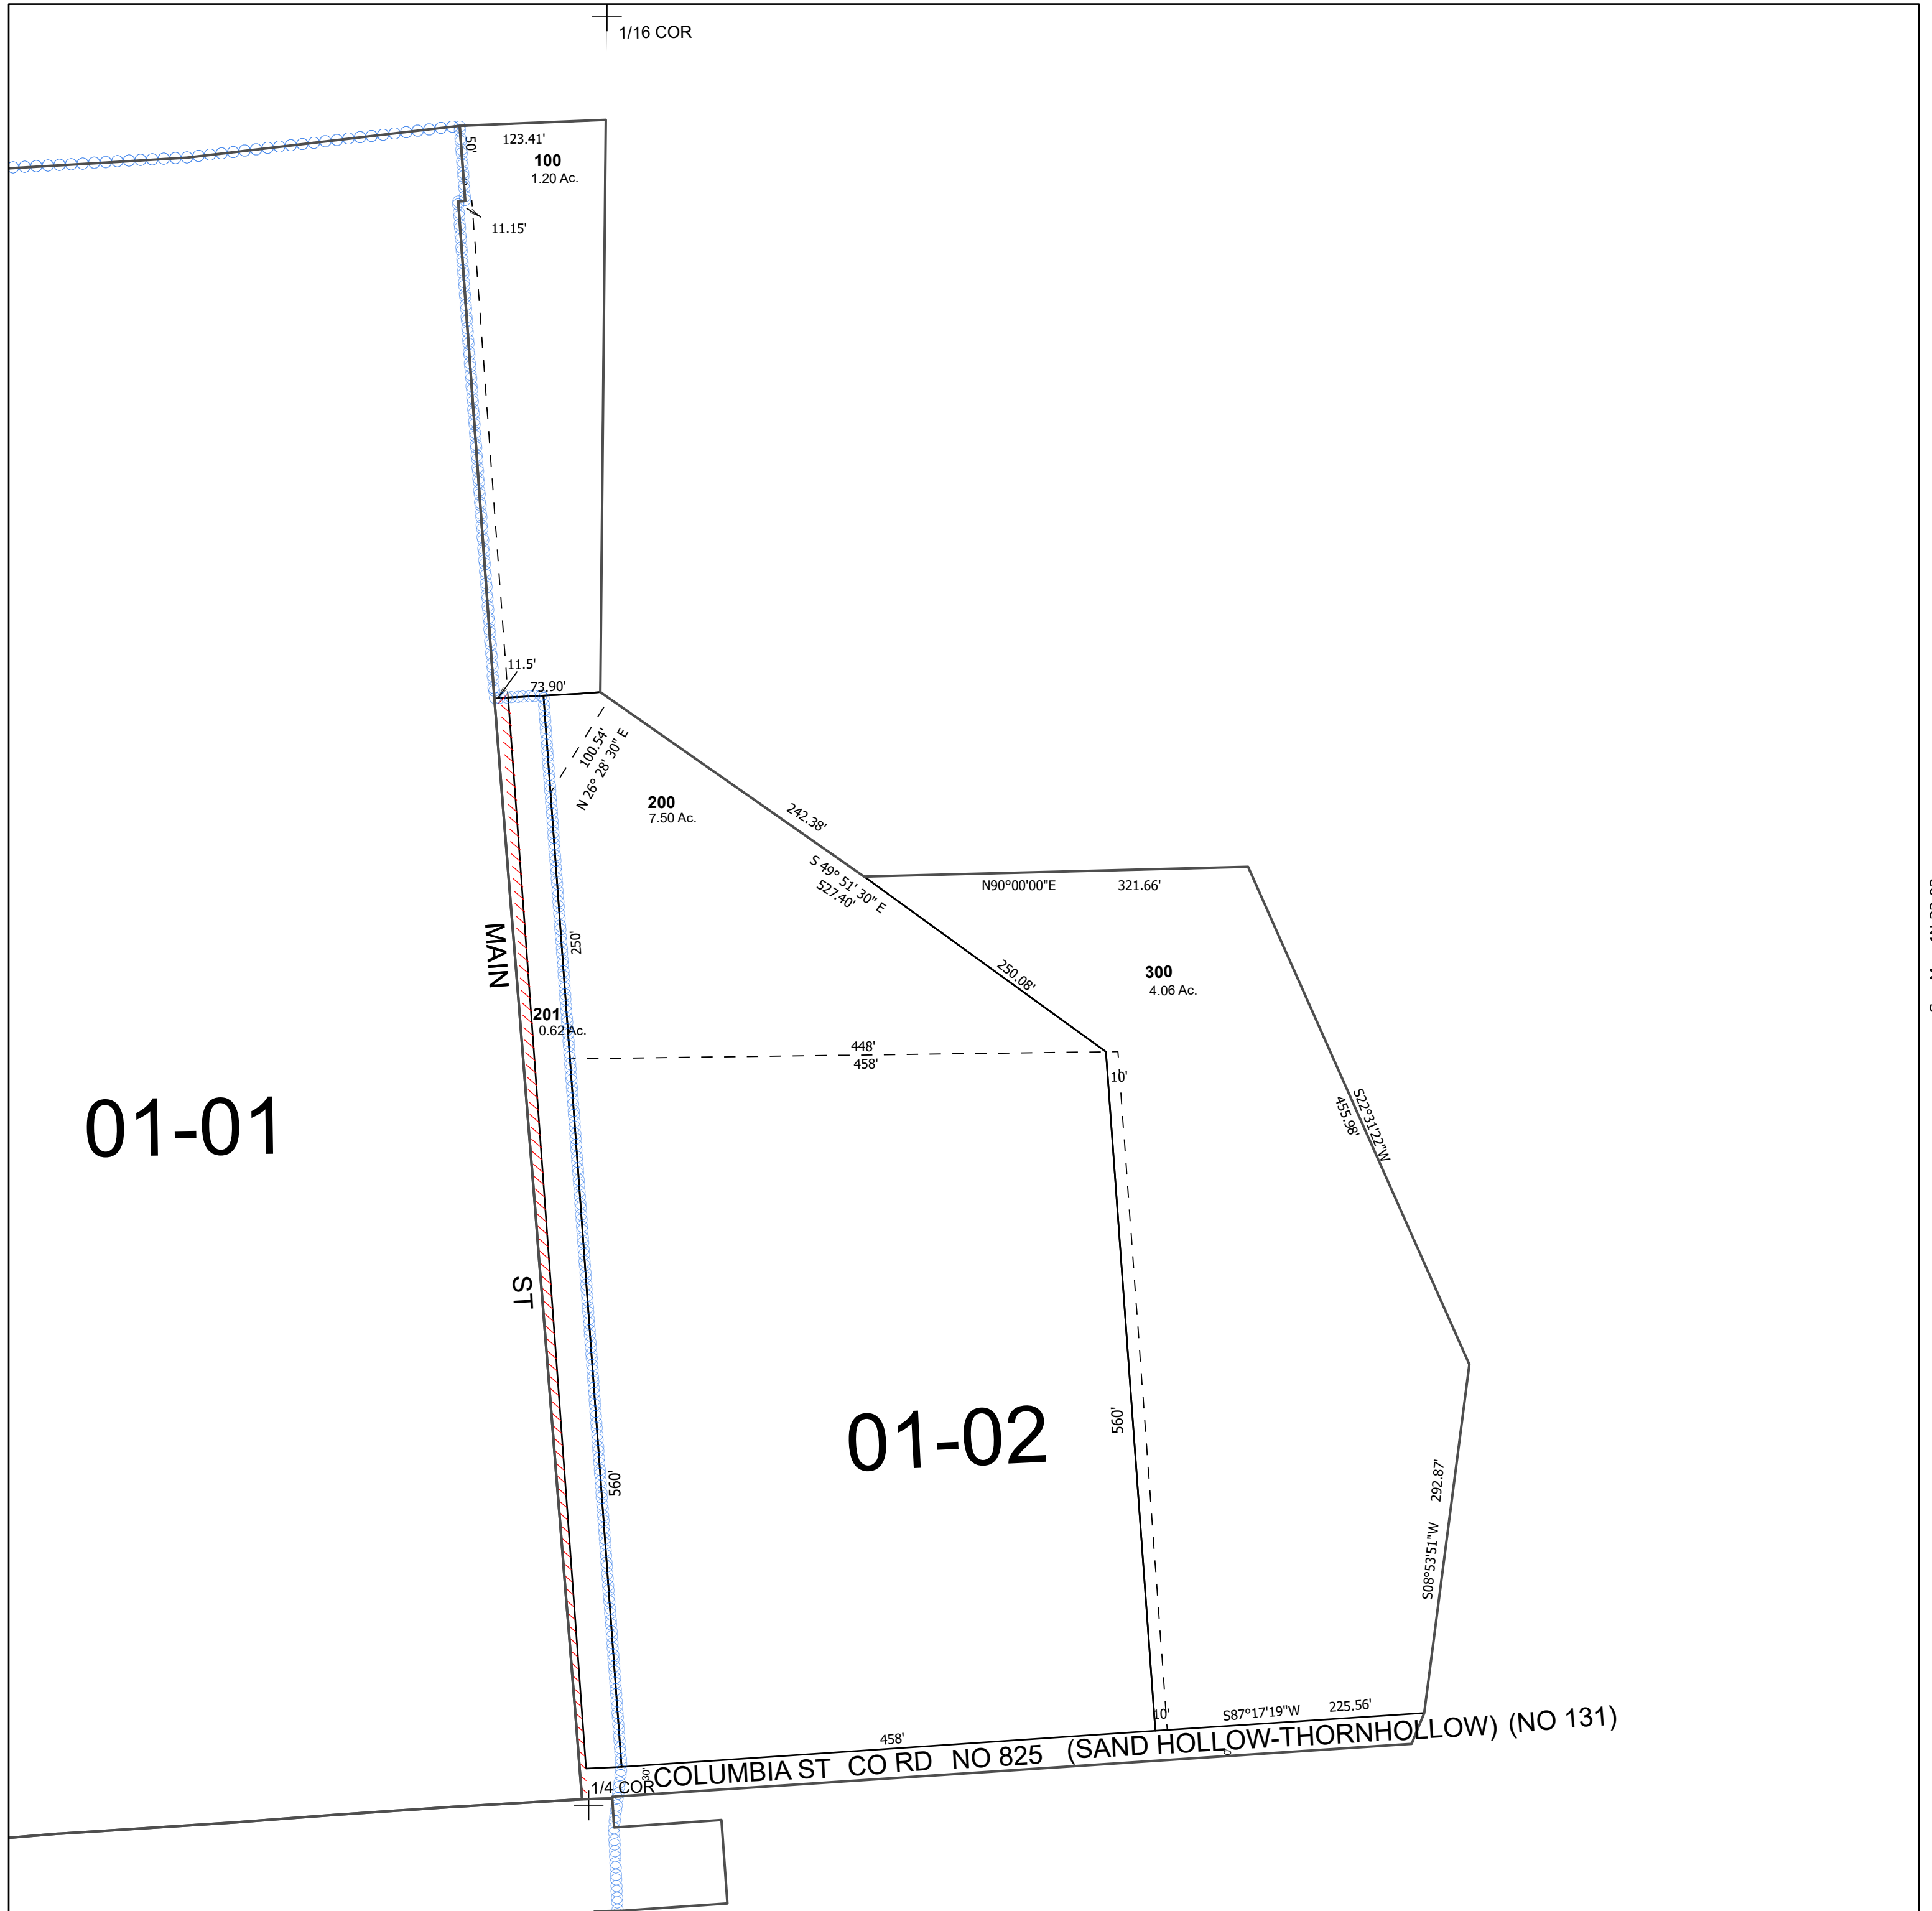 1/16 COR
50'
123.41'
100
1.20 Ac.
11.15'
11.5'
73.90'
100.54'
N 26° 28' 30" E
200
7.50 Ac.
242.38'
S 49° 51' 30" E
527.40'
N90°00'00"E 321.66'
MAIN
250'
250.08'
300
4.06 Ac.
201
0.62 Ac.
448'
458'
10'
01-01
S22°31'22"W
455.98'
ST
01-02
560'
560'
292.87'
S08°53'51"W
10'
S87°17'19"W 225.56'
458'
COLUMBIA ST CO RD NO 825 (SAND HOLLOW-THORNHOLLOW) (NO 131)
30'
1/4 COR